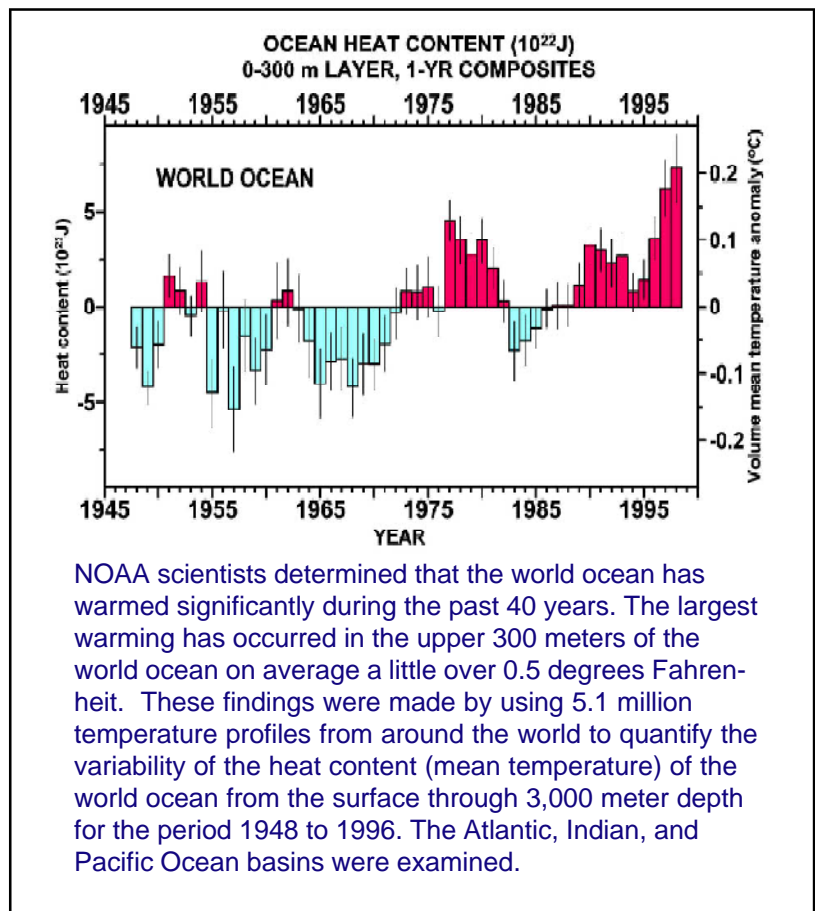 OCEAN HEAT CONTENT (10²²J)
0-300 m LAYER, 1-YR COMPOSITES
1945 1955 1965 1975 1985 1995
WORLD OCEAN
Heat content (10²²J)
5
0
-5
0.2
0.1
0
-0.1
-0.2
Volume mean temperature anomaly (°C)
1945 1955 1965 1975 1985 1995
YEAR
NOAA scientists determined that the world ocean has
warmed significantly during the past 40 years. The largest
warming has occurred in the upper 300 meters of the
world ocean on average a little over 0.5 degrees Fahren-
heit. These findings were made by using 5.1 million
temperature profiles from around the world to quantify the
variability of the heat content (mean temperature) of the
world ocean from the surface through 3,000 meter depth
for the period 1948 to 1996. The Atlantic, Indian, and
Pacific Ocean basins were examined.